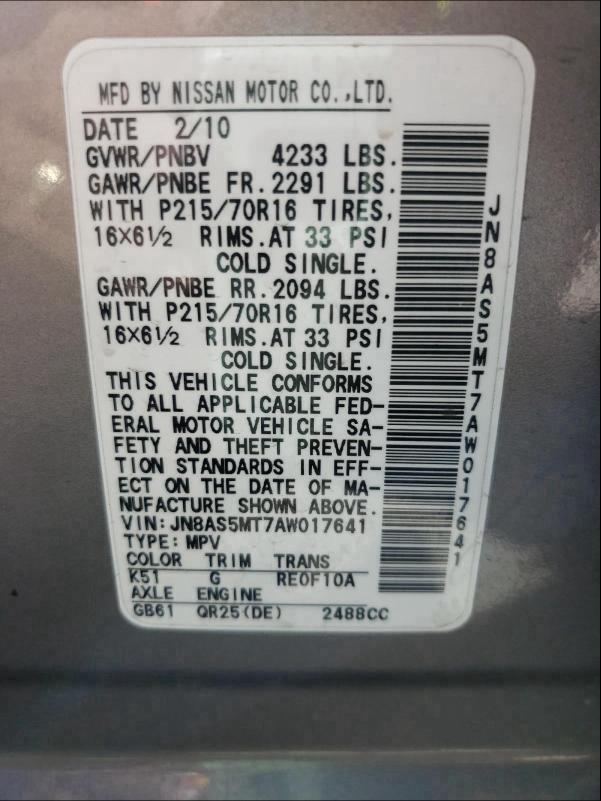 MFD BY NISSAN MOTOR CO.,LTD.
DATE 2/10
GVWR/PNBV 4233 LBS.
GAWR/PNBE FR.2291 LBS.
WITH P215/70R16 TIRES,
16X6½ RIMS.AT 33 PSI
COLD SINGLE.
GAWR/PNBE RR.2094 LBS.
WITH P215/70R16 TIRES,
16X6½ RIMS.AT 33 PSI
COLD SINGLE.
THIS VEHICLE CONFORMS
TO ALL APPLICABLE FED-
ERAL MOTOR VEHICLE SA-
FETY AND THEFT PREVEN-
TION STANDARDS IN EFF-
ECT ON THE DATE OF MA-
NUFACTURE SHOWN ABOVE.
VIN: JN8AS5MT7AW017641
TYPE: MPV
COLOR TRIM TRANS
K51 G RE0F10A
AXLE ENGINE
GB61 QR25(DE) 2488CC
JN8AS5MT7AW017641